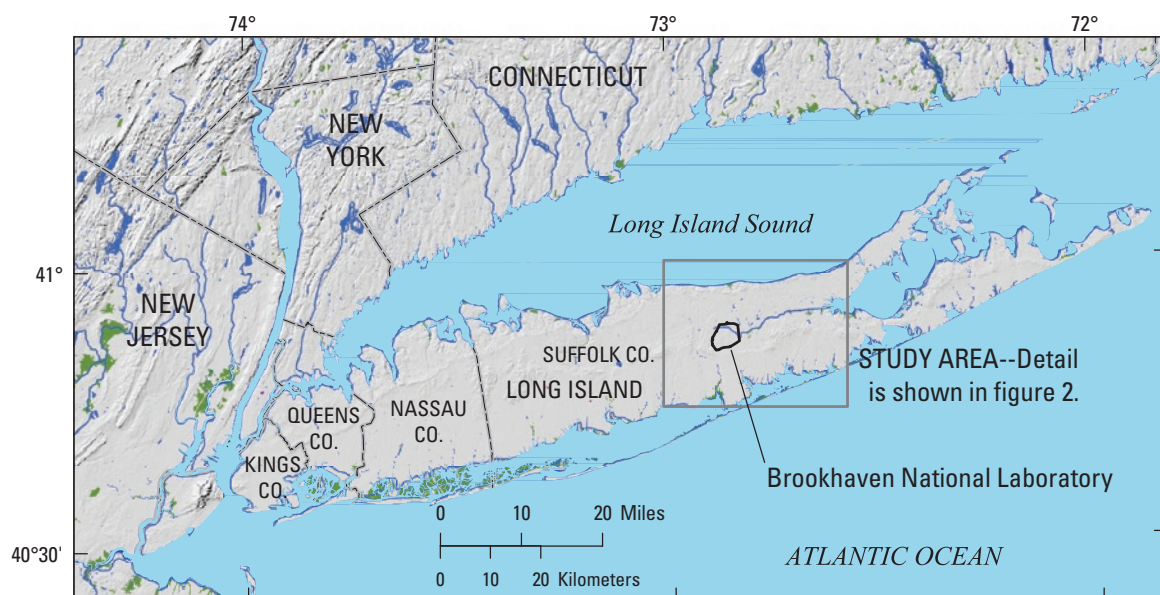 74°
73°
72°
CONNECTICUT
NEW
YORK
Long Island Sound
41°
NEW
JERSEY
SUFFOLK CO.
LONG ISLAND
STUDY AREA--Detail
is shown in figure 2.
QUEENS
CO.
NASSAU
CO.
KINGS
CO.
Brookhaven National Laboratory
0 10 20 Miles
0 10 20 Kilometers
40°30'
ATLANTIC OCEAN